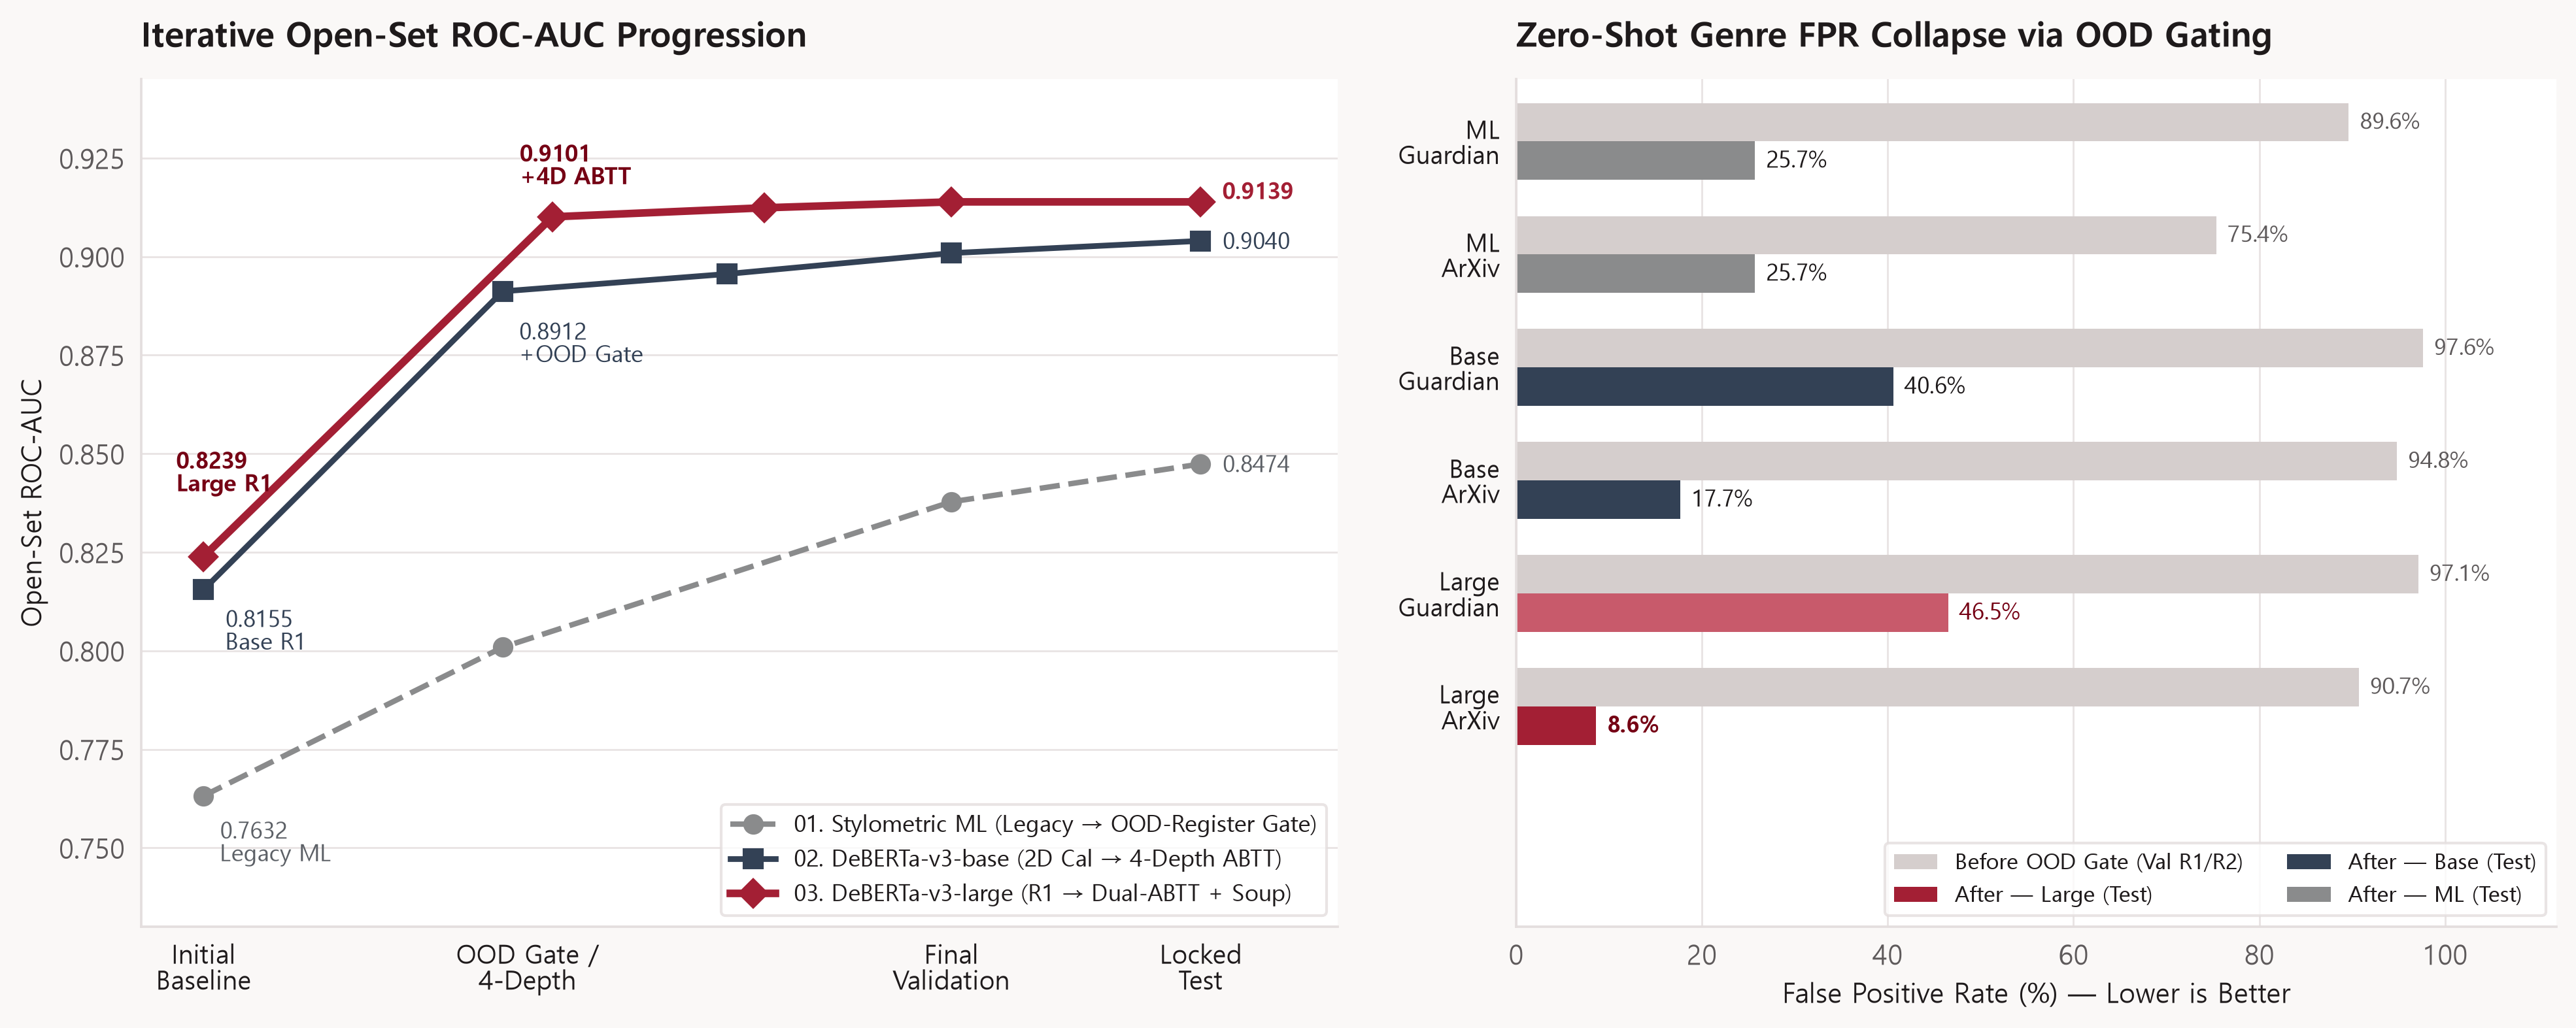 Iterative Open-Set ROC-AUC Progression
Open-Set ROC-AUC
0.925
0.900
0.875
0.850
0.825
0.800
0.775
0.750
0.9101
+4D ABTT
0.9139
0.9040
0.8912
+OOD Gate
0.8239
Large R1
0.8474
0.8155
Base R1
0.7632
Legacy ML
01. Stylometric ML (Legacy → OOD-Register Gate)
02. DeBERTa-v3-base (2D Cal → 4-Depth ABTT)
03. DeBERTa-v3-large (R1 → Dual-ABTT + Soup)
Initial
Baseline
OOD Gate /
4-Depth
Final
Validation
Locked
Test
Zero-Shot Genre FPR Collapse via OOD Gating
ML
Guardian
89.6%
25.7%
ML
ArXiv
75.4%
25.7%
Base
Guardian
97.6%
40.6%
Base
ArXiv
94.8%
17.7%
Large
Guardian
97.1%
46.5%
Large
ArXiv
90.7%
8.6%
Before OOD Gate (Val R1/R2)
After — Large (Test)
After — Base (Test)
After — ML (Test)
0
20
40
60
80
100
False Positive Rate (%) — Lower is Better